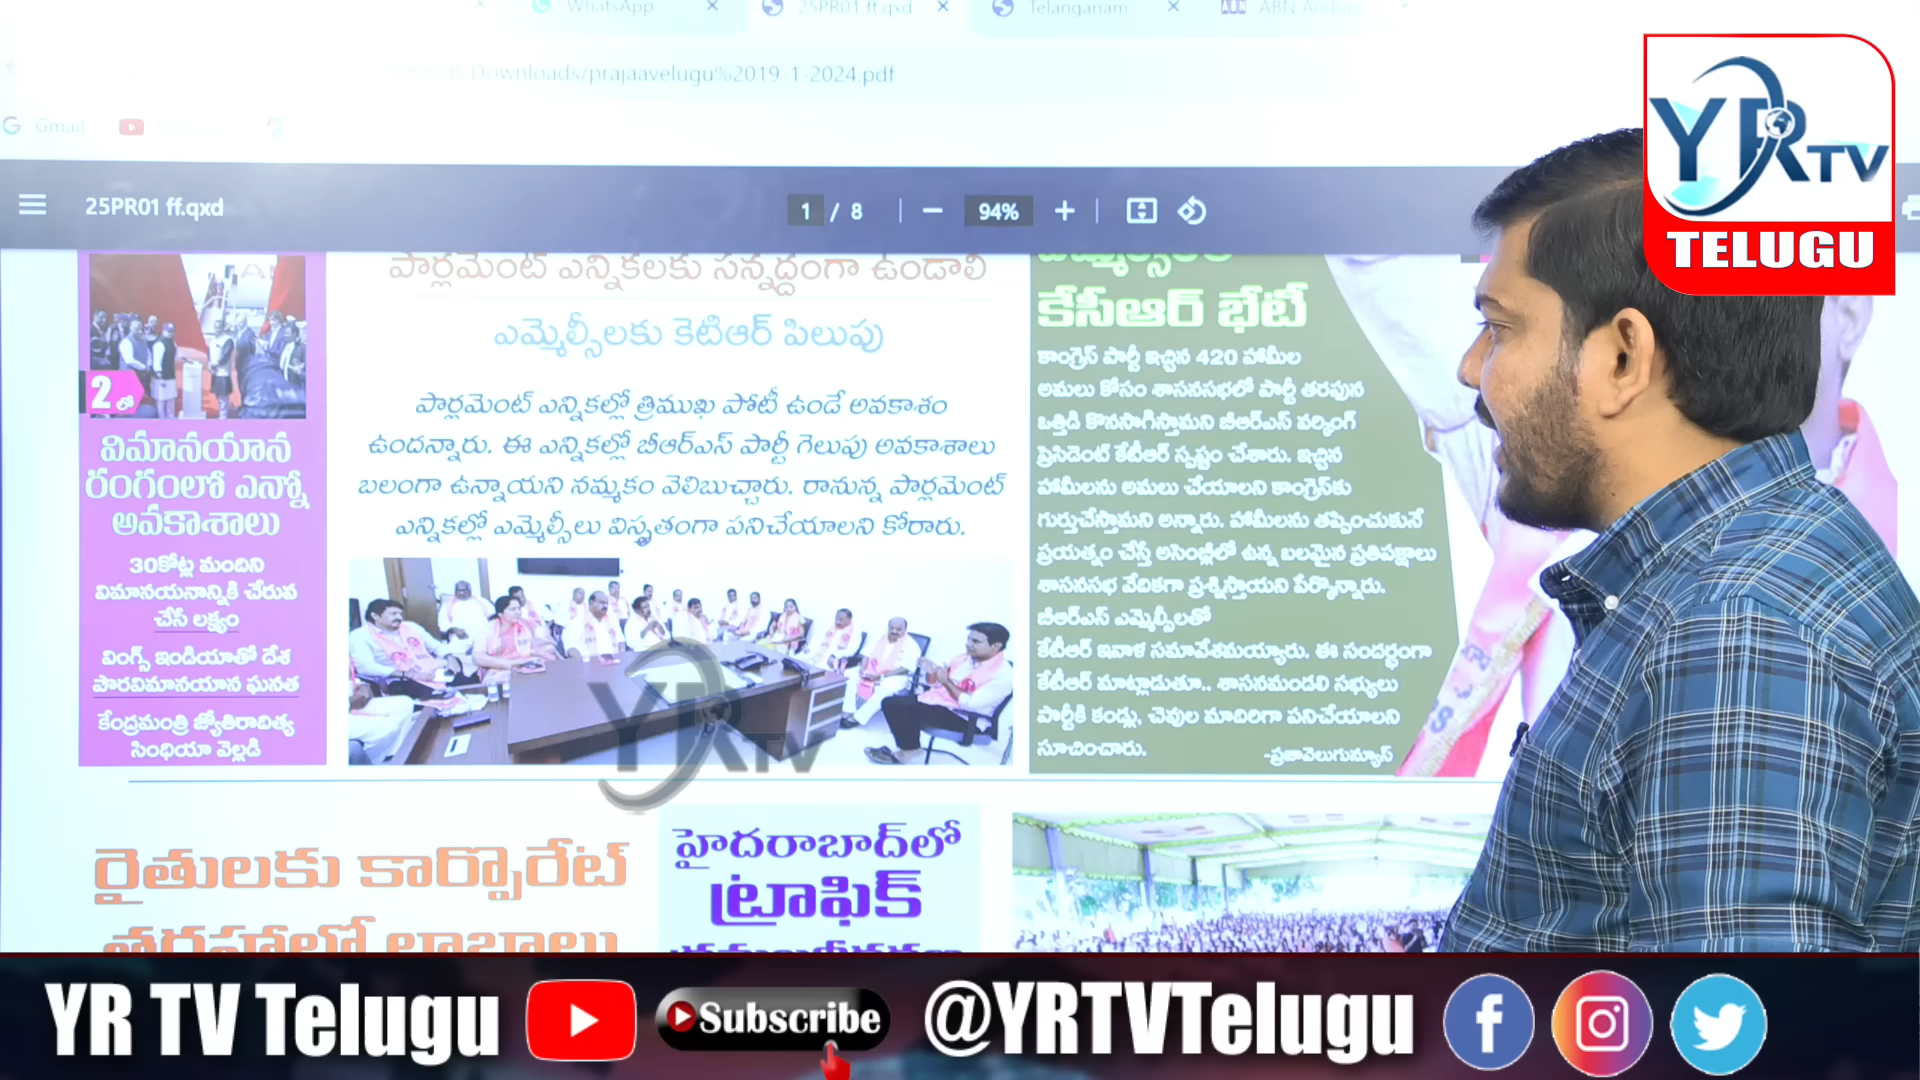 WhatsApp
25PR01 ff.qxd
Telanganam
Downloads/prajaavelugu%2019-1-2024.pdf
Gmail
25PR01 ff.qxd
1 / 8
94%
YR TV
TELUGU
2 లో
విమానయాన
రంగంలో ఎన్నో
అవకాశాలు
30కోట్ల మందిని
విమానయనాన్నికి చేరువ
చేసే లక్ష్యం
వింగ్స్ ఇండియాతో దేశ
పౌరవిమానయాన ఘనత
కేంద్రమంత్రి జ్యోతిరాదిత్య
సింధియా వెల్లడి
పార్లమెంట్ ఎన్నికలకు సన్నద్దంగా ఉండాలి
ఎమ్మెల్సీలకు కెటిఆర్ పిలుపు
పార్లమెంట్ ఎన్నికల్లో త్రిముఖ పోటీ ఉండే అవకాశం
ఉందన్నారు. ఈ ఎన్నికల్లో బీఆర్ఎస్ పార్టీ గెలుపు అవకాశాలు
బలంగా ఉన్నాయని నమ్మకం వెలిబుచ్చారు. రానున్న పార్లమెంట్
ఎన్నికల్లో ఎమ్మెల్సీలు విస్తృతంగా పనిచేయాలని కోరారు.
కేసీఆర్ భేటీ
కాంగ్రెస్ పార్టీ ఇచ్చిన 420 హామీల
అమలు కోసం శాసనసభలో పార్టీ తరఫున
ఒత్తిడి కొనసాగిస్తామని బీఆర్ఎస్ వర్కింగ్
ప్రెసిడెంట్ కేటీఆర్ స్పష్టం చేశారు. ఇచ్చిన
హామీలను అమలు చేయాలని కాంగ్రెస్‌కు
గుర్తుచేస్తామని అన్నారు. హామీలను తప్పించుకునే
ప్రయత్నం చేస్తే అసెంబ్లీలో ఉన్న బలమైన ప్రతిపక్షాలు
శాసనసభ వేదికగా ప్రశ్నిస్తాయని పేర్కొన్నారు.
బీఆర్ఎస్ ఎమ్మెల్సీలతో
కేటీఆర్ ఇవాళ సమావేశమయ్యారు. ఈ సందర్భంగా
కేటీఆర్ మాట్లాడుతూ.. శాసనమండలి సభ్యులు
పార్టీకి కండ్లు, చెవుల మాదిరిగా పనిచేయాలని
సూచించారు.
-ప్రజావెలుగున్యూస్
YR TV
రైతులకు కార్పొరేట్
తరహాలో లాభాలు
హైదరాబాద్‌లో
ట్రాఫిక్
YR TV Telugu
Subscribe
@YRTVTelugu